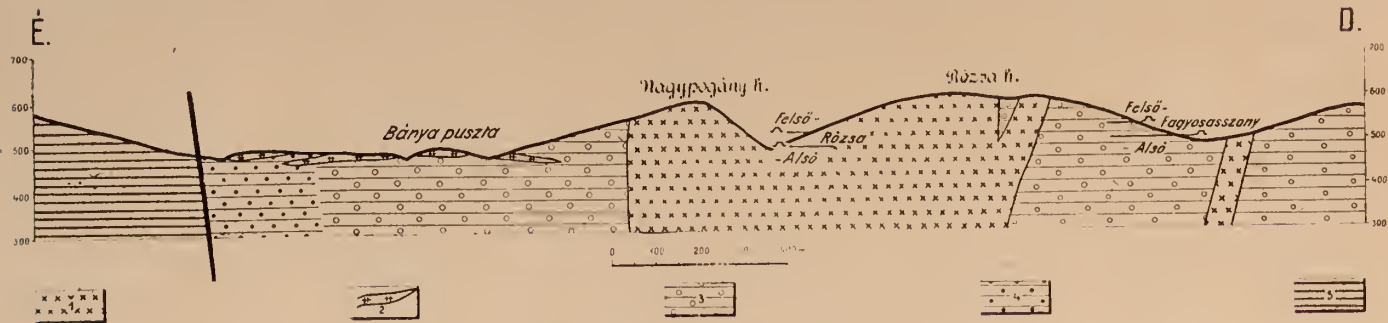 É.
D.
700
600
500
400
300
Bánya puszta
Nagypogány h.
Felső-
Rózsa
-Alsó
Rózsa h.
Felső-
Fagyosasszony
-Alsó
700
600
500
400
300
0 100 200
1
2
3
4
5